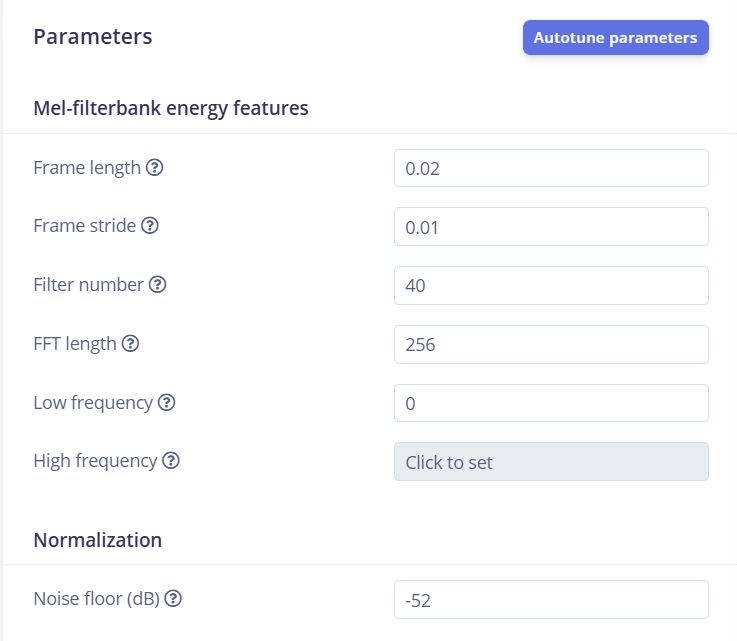 Parameters
Autotune parameters
Mel-filterbank energy features
Frame length
0.02
Frame stride
0.01
Filter number
40
FFT length
256
Low frequency
0
High frequency
Click to set
Normalization
Noise floor (dB)
-52